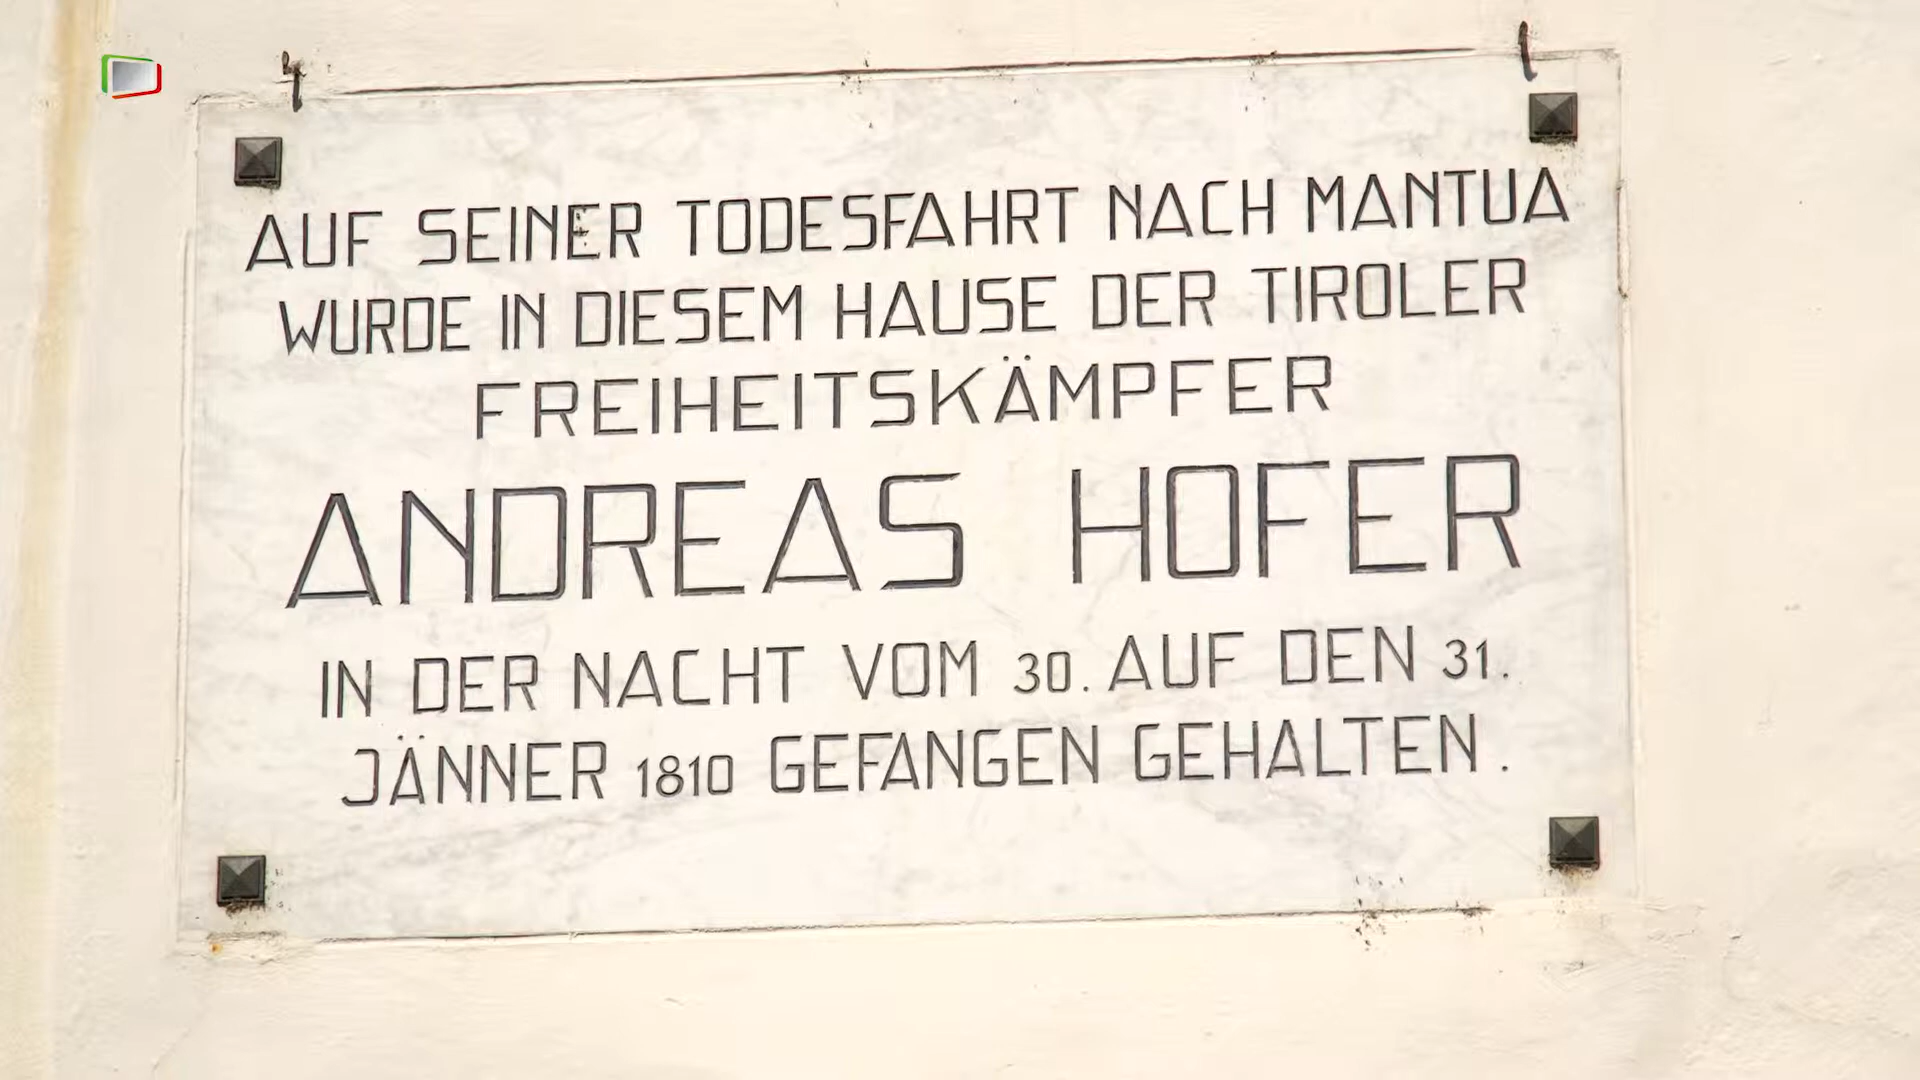 AUF SEINER TODESFAHRT NACH MANTUA
WURDE IN DIESEM HAUSE DER TIROLER
FREIHEITSKÄMPFER
ANDREAS HOFER
IN DER NACHT VOM 30. AUF DEN 31.
JÄNNER 1810 GEFANGEN GEHALTEN.